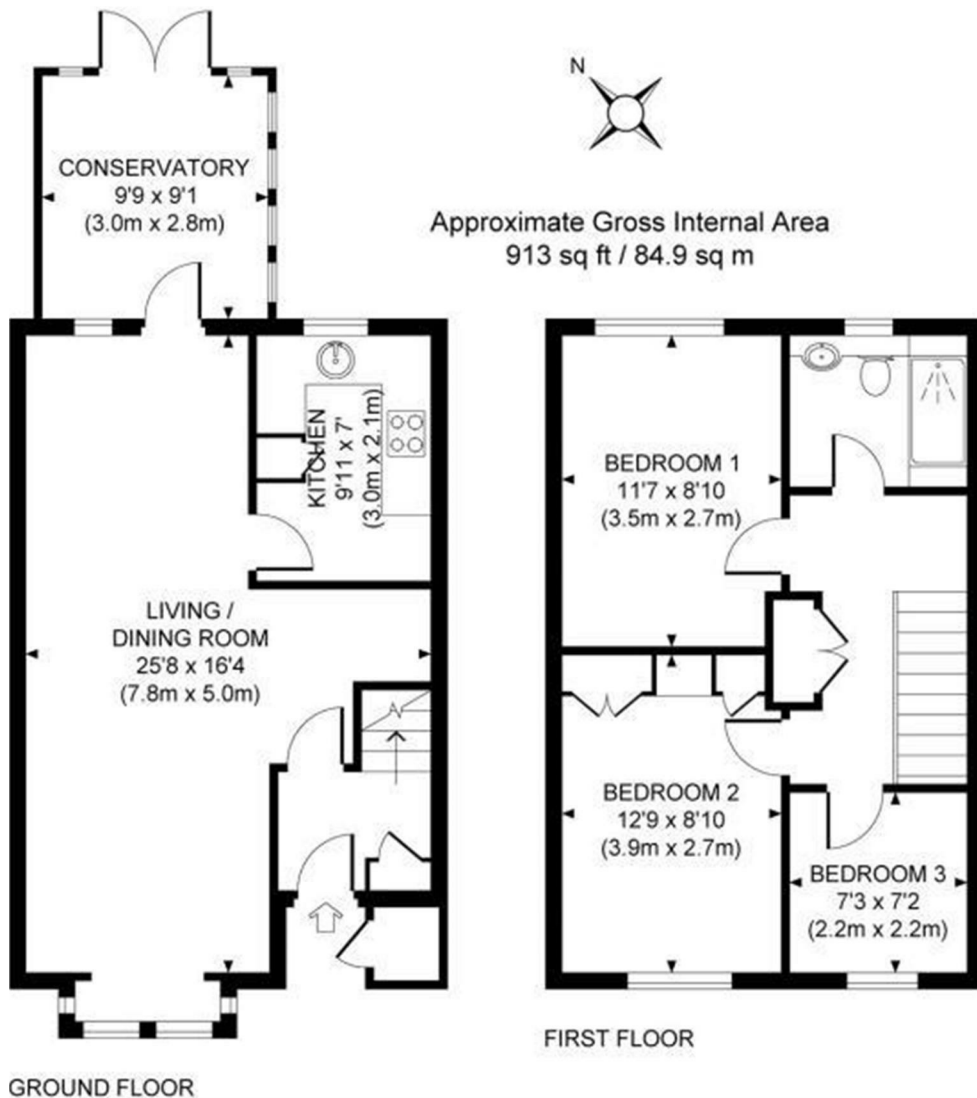 N
CONSERVATORY
9'9 x 9'1
(3.0m x 2.8m)
Approximate Gross Internal Area
913 sq ft / 84.9 sq m
KITCHEN
9'11 x 7'
(3.0m x 2.1m)
LIVING /
DINING ROOM
25'8 x 16'4
(7.8m x 5.0m)
BEDROOM 1
11'7 x 8'10
(3.5m x 2.7m)
BEDROOM 2
12'9 x 8'10
(3.9m x 2.7m)
BEDROOM 3
7'3 x 7'2
(2.2m x 2.2m)
FIRST FLOOR
GROUND FLOOR